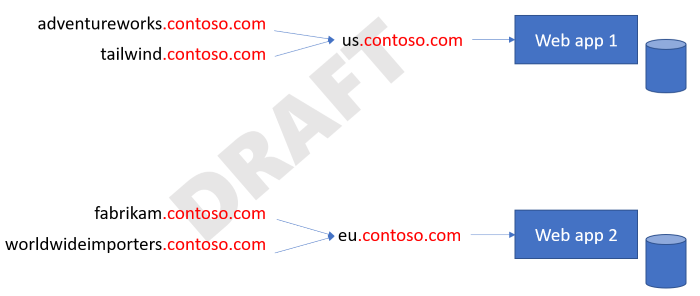 adventureworks.contoso.com
tailwind.contoso.com
us.contoso.com
Web app 1
DRAFT
fabrikam.contoso.com
worldwideimporters.contoso.com
eu.contoso.com
Web app 2